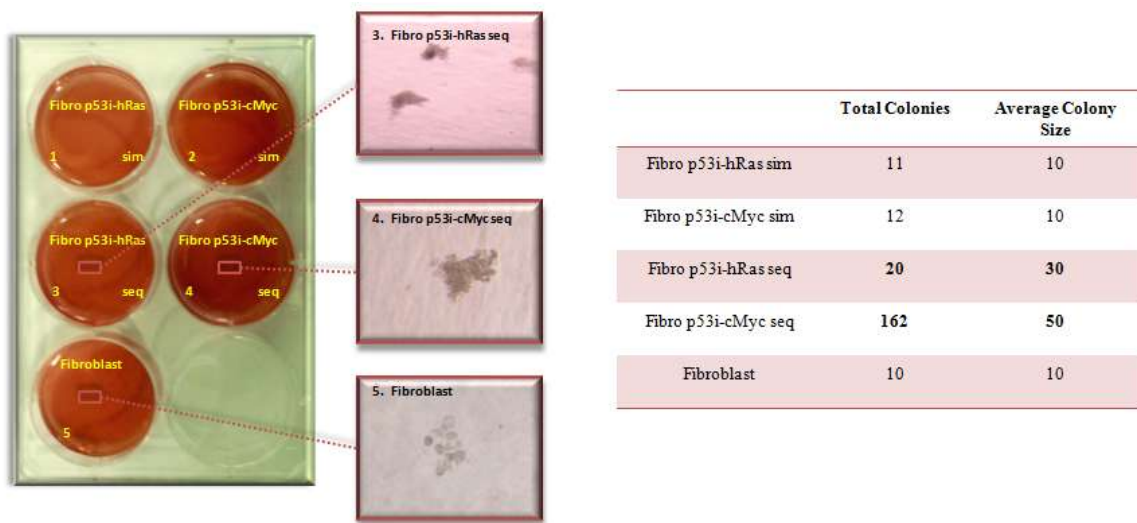 Fibro p53i-hRas
1 sim
Fibro p53i-cMyc
2 sim
Fibro p53i-hRas
3 seq
Fibro p53i-cMyc
4 seq
Fibroblast
5
3. Fibro p53i-hRas seq
4. Fibro p53i-cMyc seq
5. Fibroblast
Total Colonies Average Colony
Size
Fibro p53i-hRas sim 11 10
Fibro p53i-cMyc sim 12 10
Fibro p53i-hRas seq 20 30
Fibro p53i-cMyc seq 162 50
Fibroblast 10 10